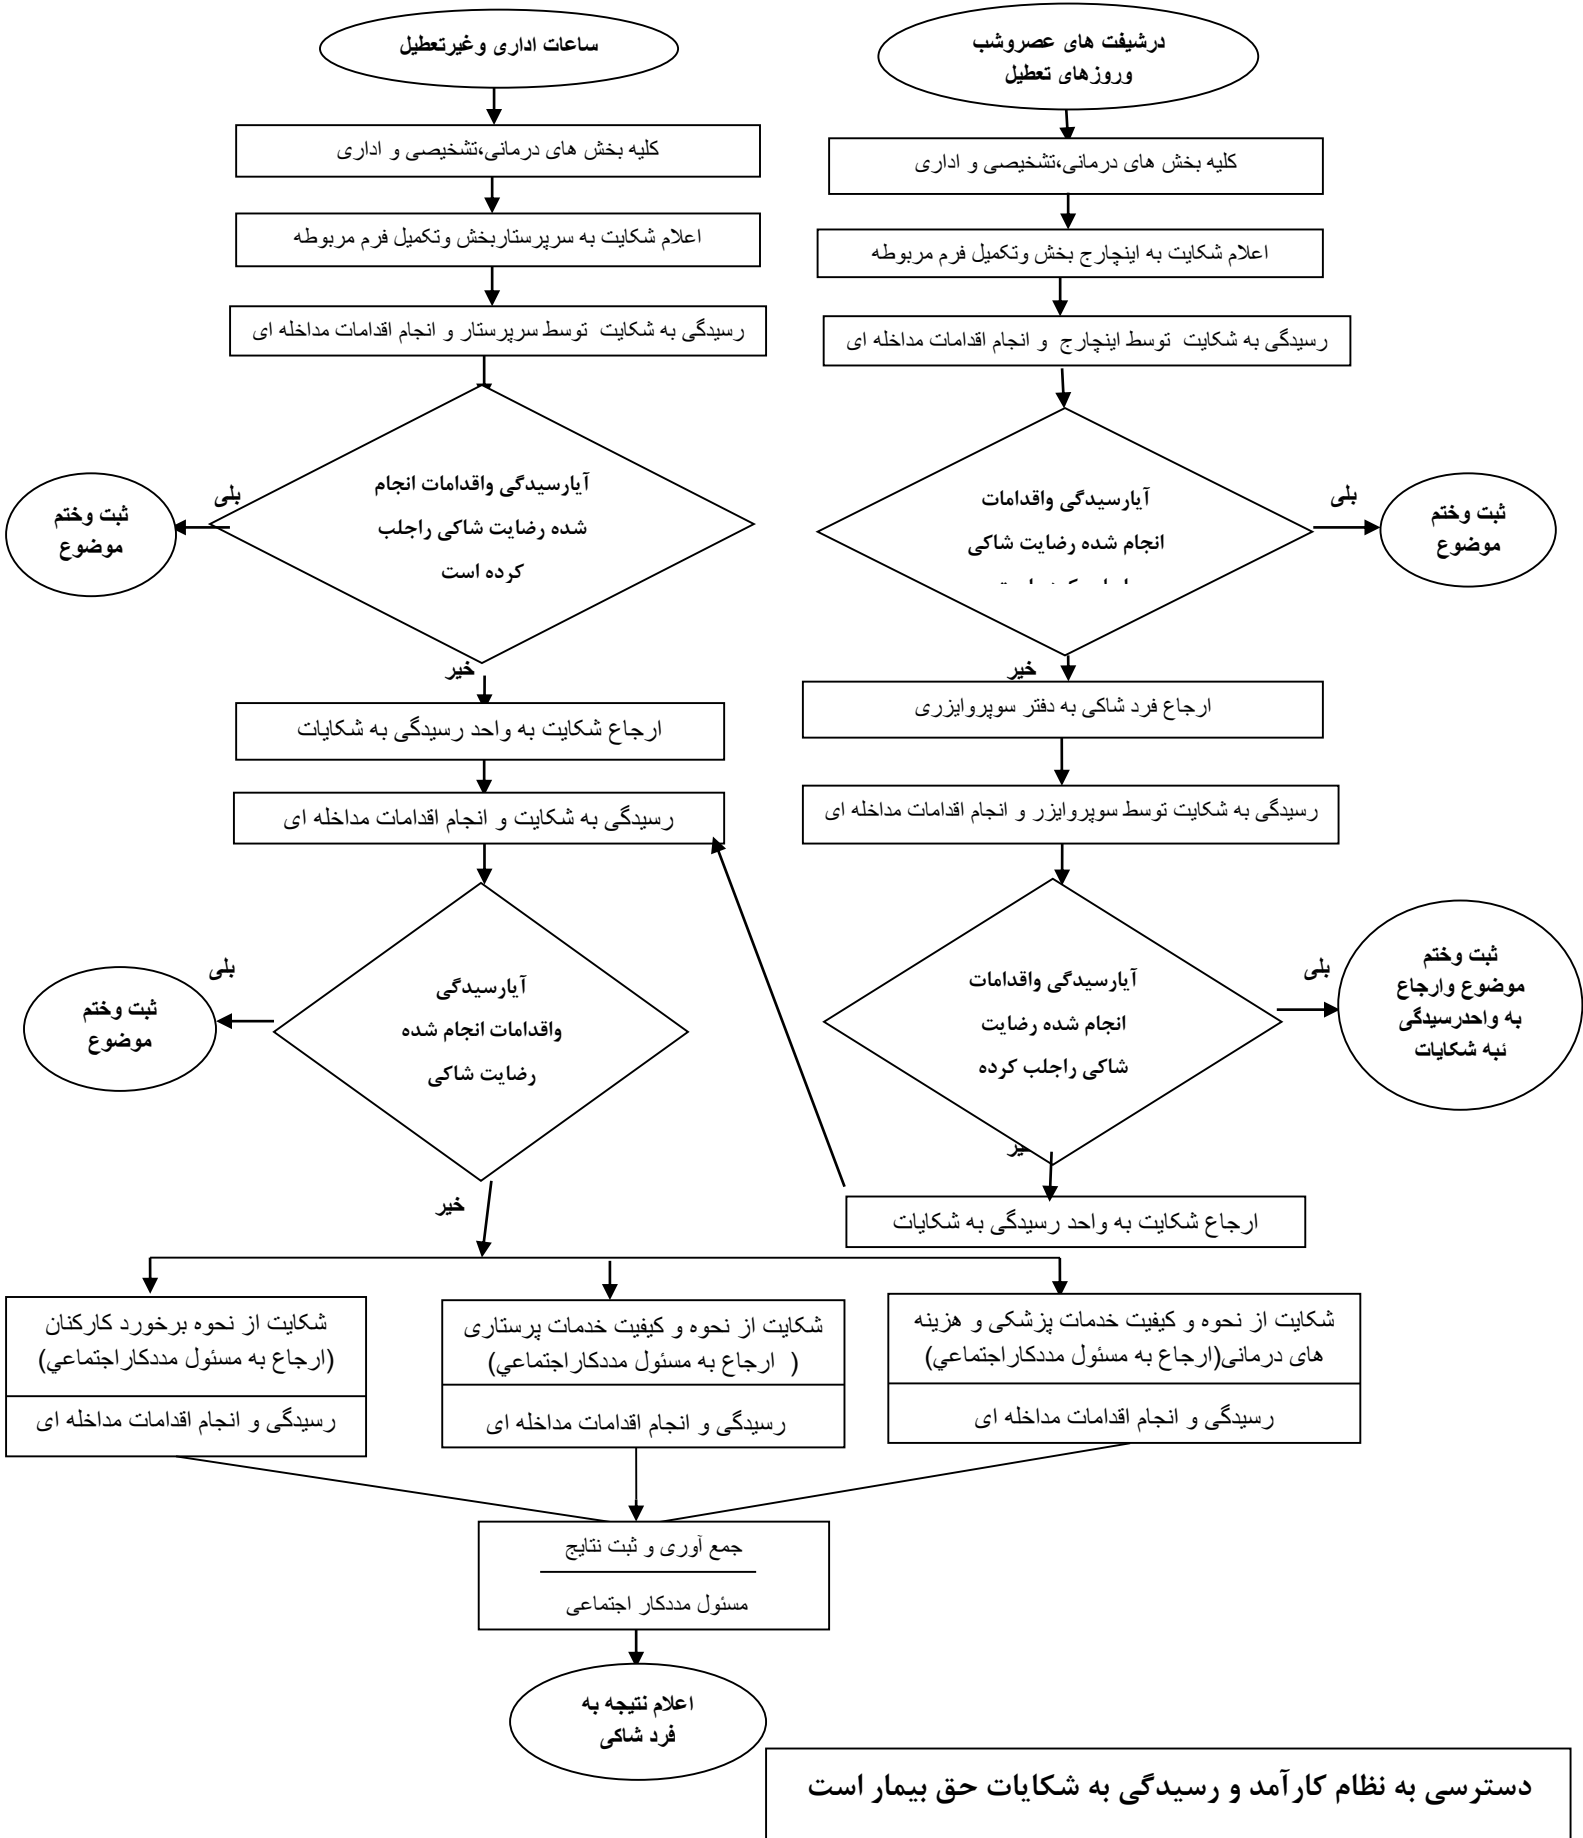 ساعات اداری وغیرتعطیل
درشیفت های عصروشب
وروزهای تعطیل
کلیه بخش های درمانی،تشخیصی و اداری
کلیه بخش های درمانی،تشخیصی و اداری
اعلام شکایت به سرپرستاربخش وتکمیل فرم مربوطه
اعلام شکایت به اینچارج بخش وتکمیل فرم مربوطه
رسیدگی به شکایت توسط سرپرستار و انجام اقدامات مداخله ای
رسیدگی به شکایت توسط اینچارج و انجام اقدامات مداخله ای
آیارسیدگی واقدامات انجام
شده رضایت شاکی راجلب
کرده است
بلی
ثبت وختم
موضوع
آیارسیدگی واقدامات
انجام شده رضایت شاکی
بلی
ثبت وختم
موضوع
خیر
خیر
ارجاع شکایت به واحد رسیدگی به شکایات
ارجاع فرد شاکی به دفتر سوپروایزری
رسیدگی به شکایت و انجام اقدامات مداخله ای
رسیدگی به شکایت توسط سوپروایزر و انجام اقدامات مداخله ای
آیارسیدگی
واقدامات انجام شده
رضایت شاکی
بلی
ثبت وختم
موضوع
آیارسیدگی واقدامات
انجام شده رضایت
شاکی راجلب کرده
بلی
ثبت وختم
موضوع وارجاع
به واحدرسیدگی
ئبه شکایات
خیر
ارجاع شکایت به واحد رسیدگی به شکایات
شکایت از نحوه برخورد کارکنان
(ارجاع به مسئول مددکاراجتماعي)
رسیدگی و انجام اقدامات مداخله ای
شکایت از نحوه و کیفیت خدمات پرستاری
( ارجاع به مسئول مددکاراجتماعي)
رسیدگی و انجام اقدامات مداخله ای
شکایت از نحوه و کیفیت خدمات پزشکی و هزینه
های درمانی(ارجاع به مسئول مددکاراجتماعي)
رسیدگی و انجام اقدامات مداخله ای
جمع آوری و ثبت نتایج
مسئول مددکار اجتماعی
اعلام نتیجه به
فرد شاکی
دسترسی به نظام کارآمد و رسیدگی به شکایات حق بیمار است